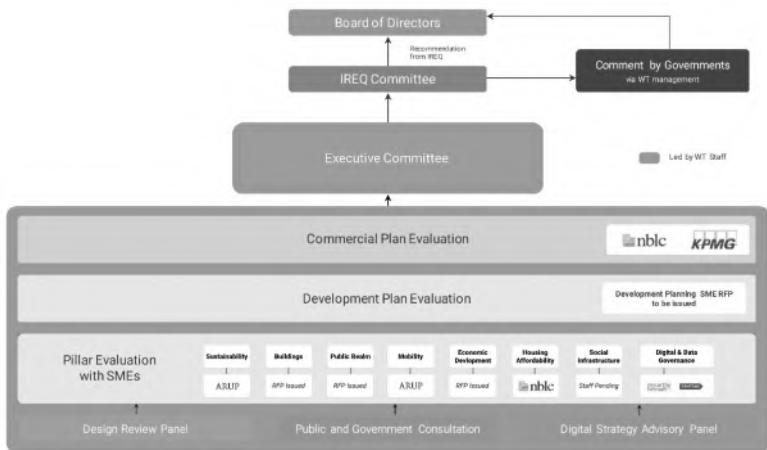 Board of Directors
Recommendation
from IREQ
IREQ Committee
Comment by Governments
via WT management
Executive Committee
Led by WT Staff
Commercial Plan Evaluation
nblc
KPMG
Development Plan Evaluation
Development Planning SME RFP
to be issued
Pillar Evaluation
with SMEs
Sustainability
Buildings
Public Realm
Mobility
Economic
Devlopment
Housing
Affordability
Social
Infrastructure
Digital & Data
Governance
ARUP
RFP Issued
RFP Issued
ARUP
RFP Issued
nblc
Staff Pending
Design Review Panel
Public and Government Consultation
Digital Strategy Advisory Panel